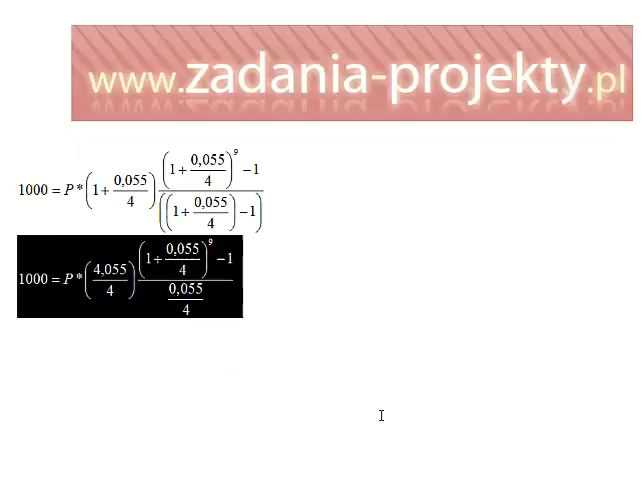 www.zadania-projekty.pl
1000 = P * (1 + 0,055/4) ((1 + 0,055/4)^9 − 1)/(((1 + 0,055/4) − 1))
1000 = P * (4,055/4) ((1 + 0,055/4)^9 − 1)/(0,055/4)